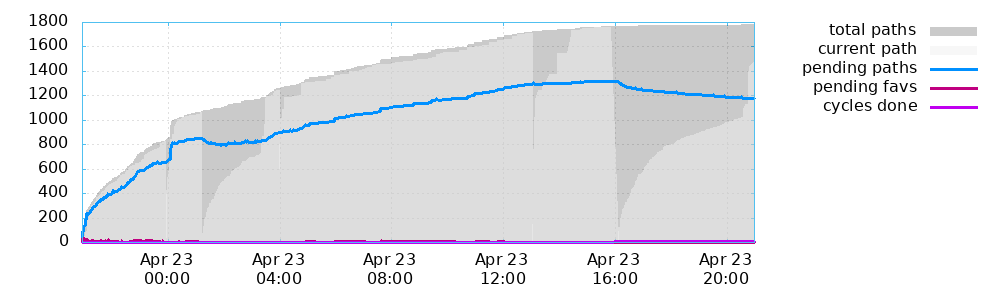 1800
1600
1400
1200
1000
800
600
400
200
0
Apr 23 00:00
Apr 23 04:00
Apr 23 08:00
Apr 23 12:00
Apr 23 16:00
Apr 23 20:00
total paths
current path
pending paths
pending favs
cycles done